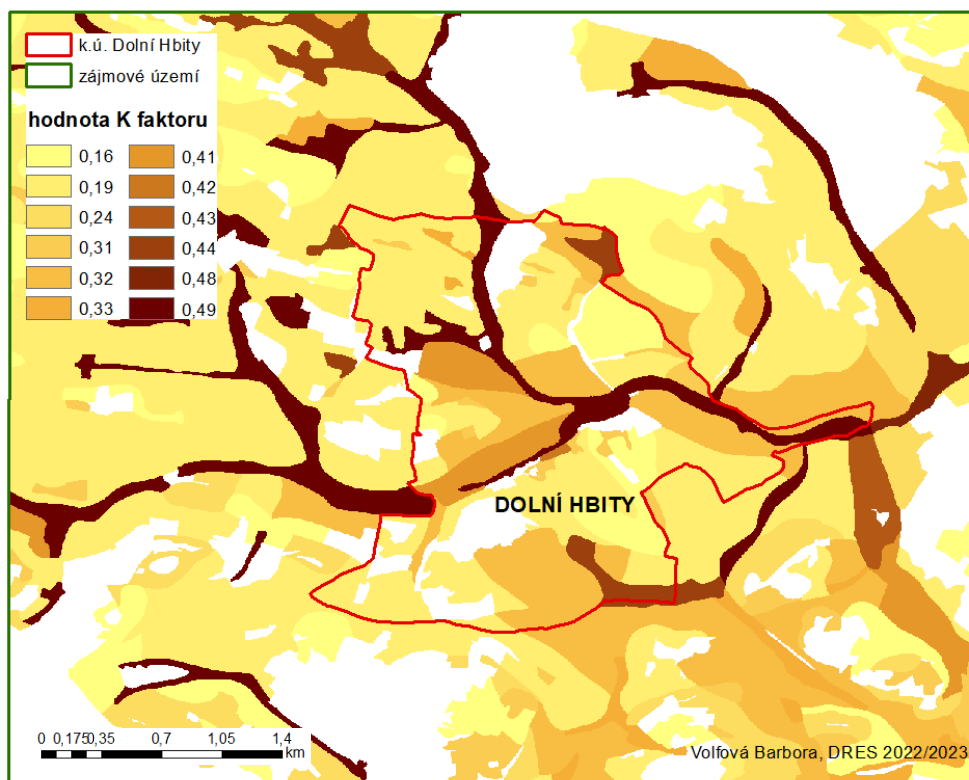 k.ú. Dolní Hbity
zájmové území
hodnota K faktoru
0,16 0,41
0,19 0,42
0,24 0,43
0,31 0,44
0,32 0,48
0,33 0,49
DOLNÍ HBITY
0 0,175 0,35 0,7 1,05 1,4
km
Volfová Barbora, DRES 2022/2023